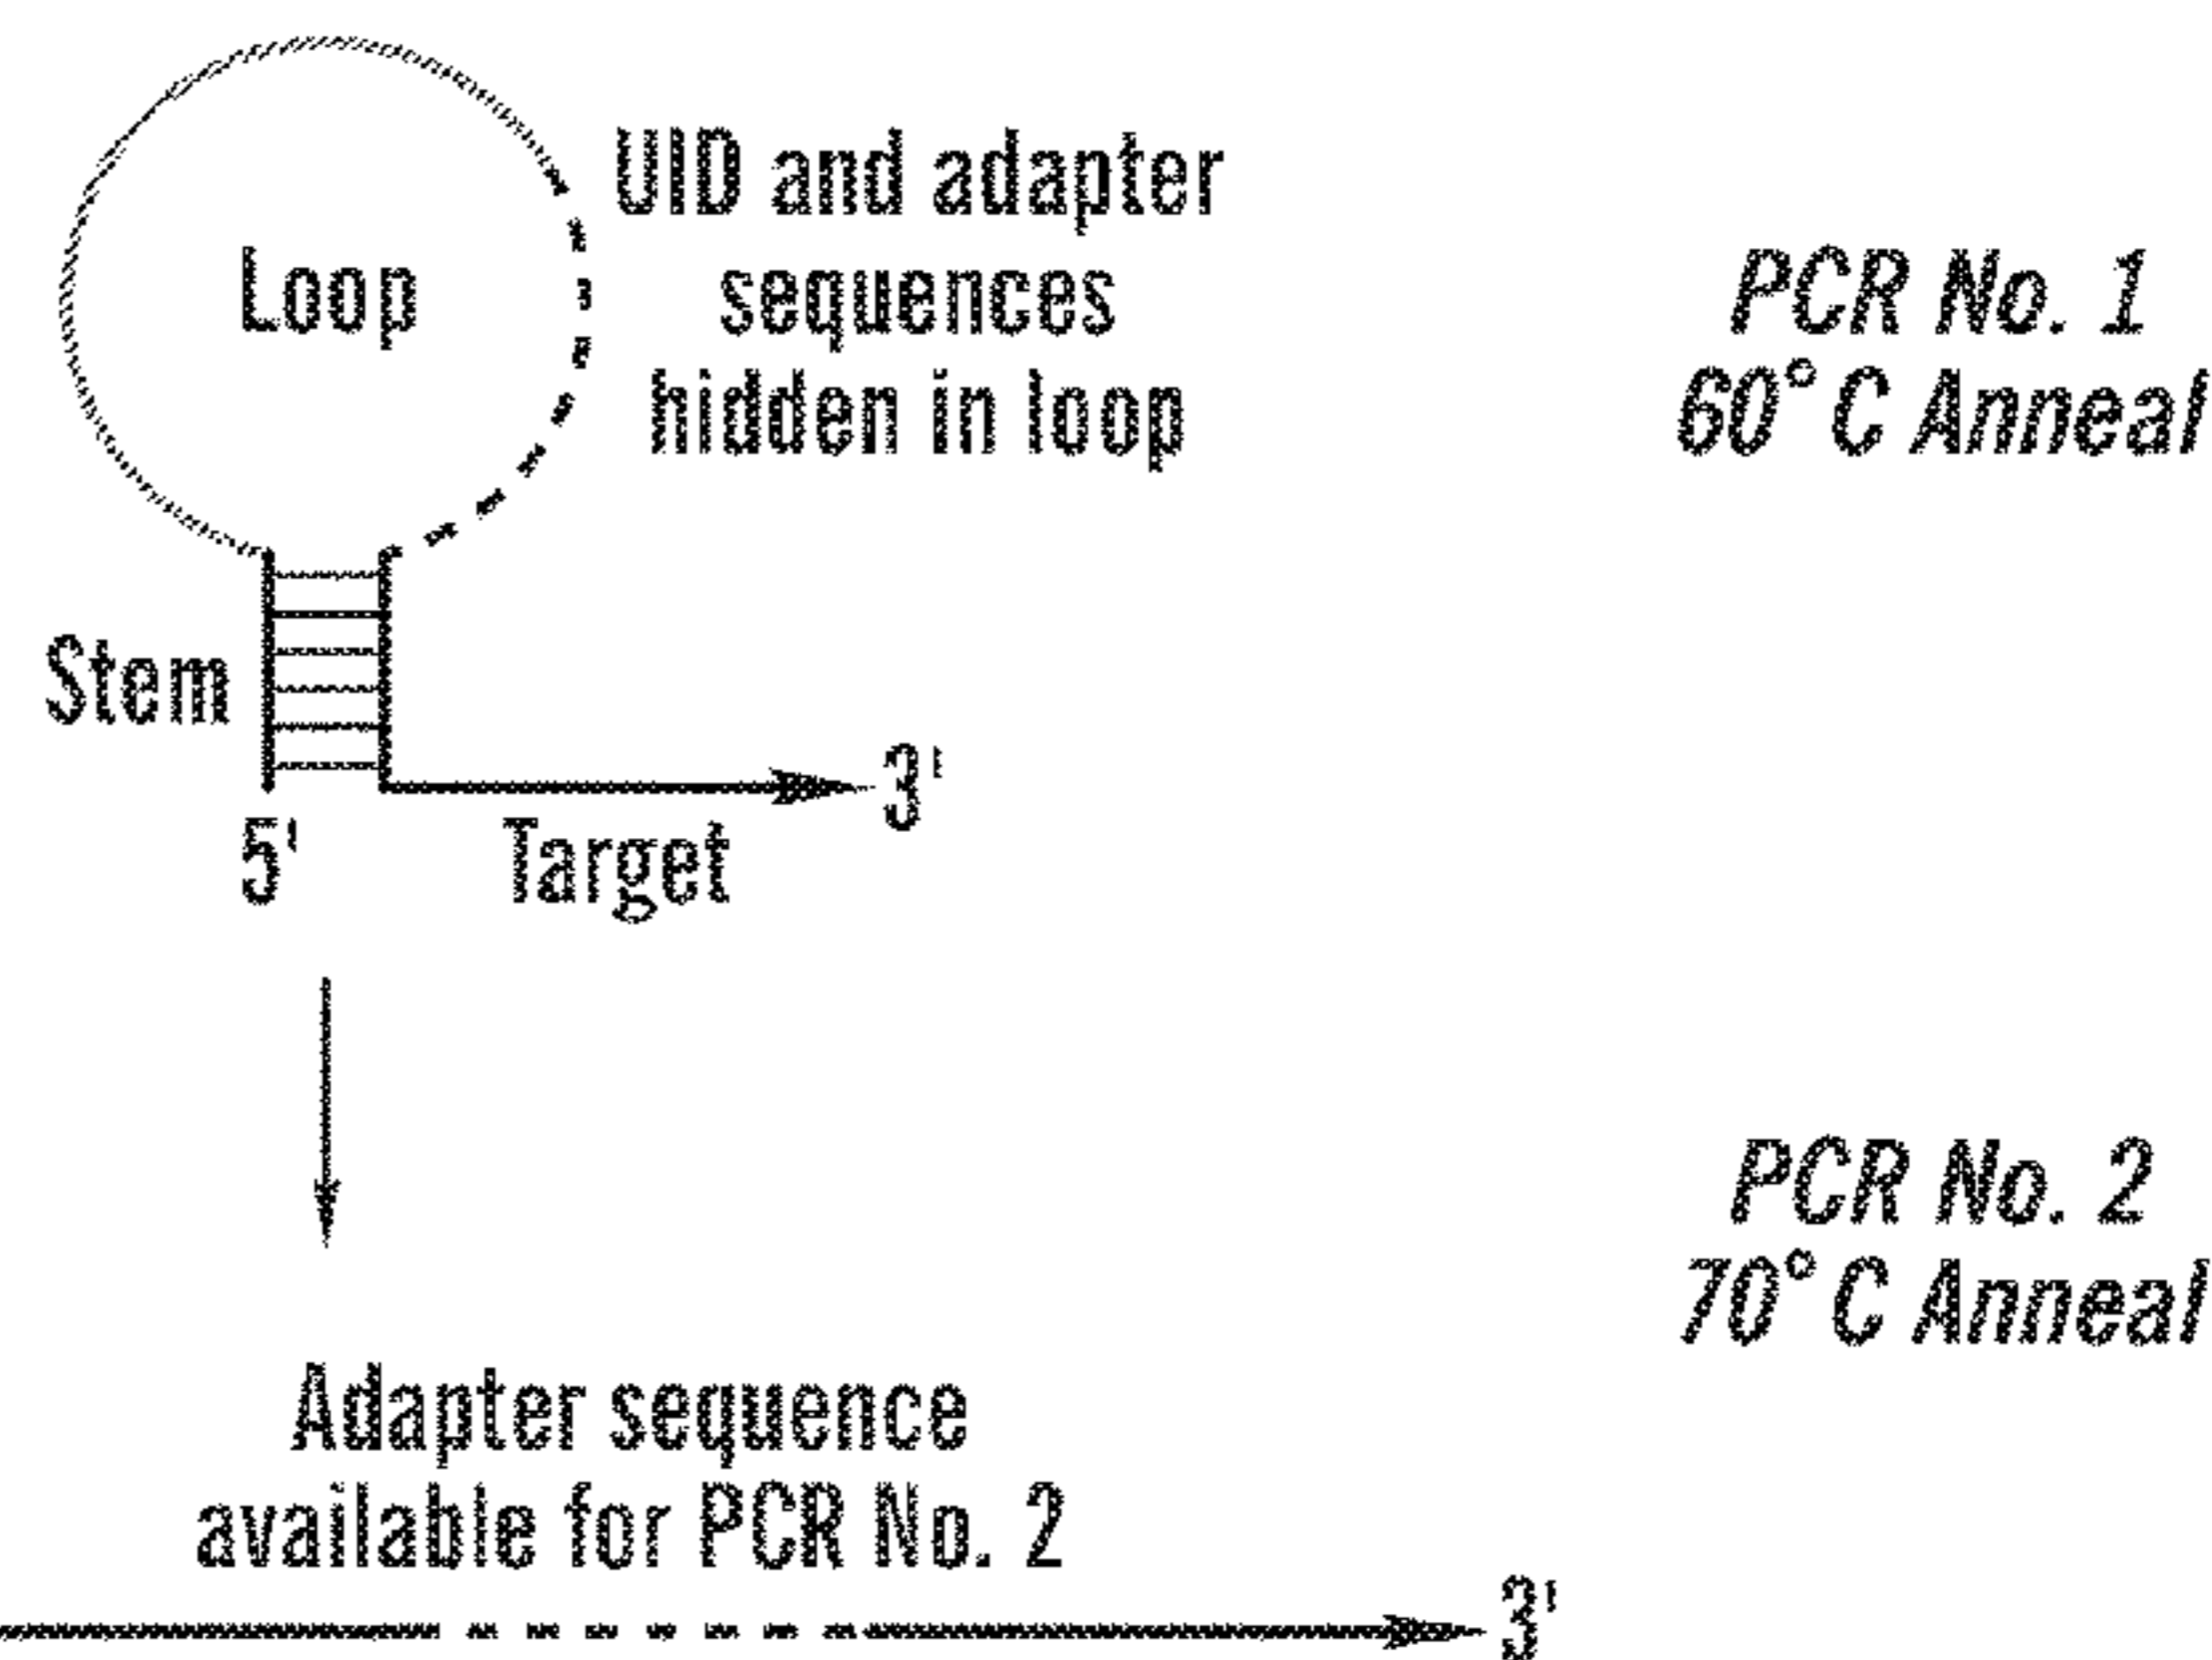 UID and adapter
sequences
hidden in loop
Loop
PCR No. 1
60° C Anneal
Stem
5'
Target
3'
PCR No. 2
70° C Anneal
Adapter sequence
available for PCR No. 2
3'